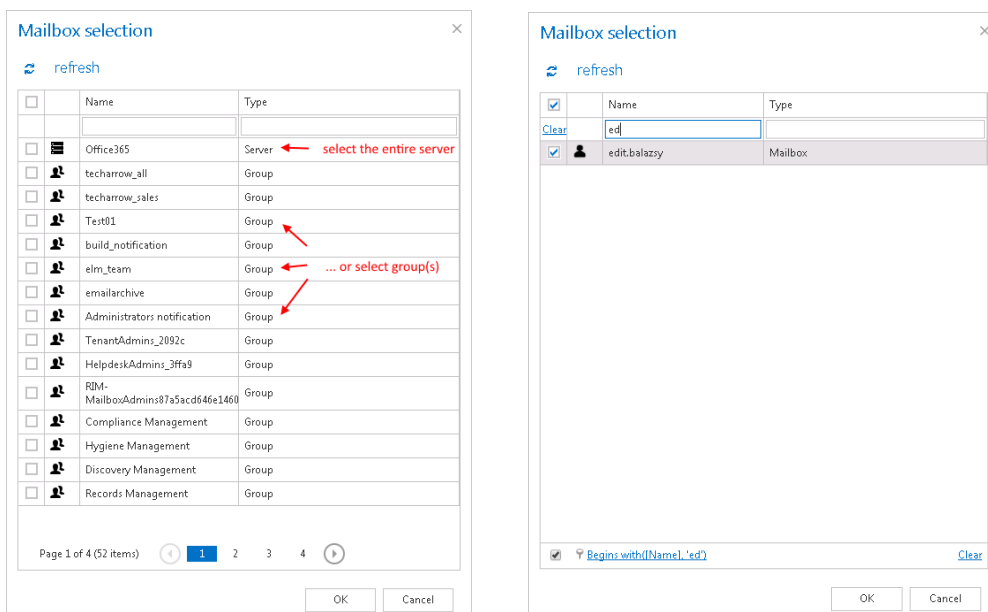 Mailbox selection
refresh
Name Type
Office365 Server select the entire server
techarrow_all Group
techarrow_sales Group
Test01 Group
build_notification Group
elm_team Group ... or select group(s)
emailarchive Group
Administrators notification Group
TenantAdmins_2092c Group
HelpdeskAdmins_3ffa9 Group
RIM-
MailboxAdmins87a5acd646e1460 Group
Compliance Management Group
Hygiene Management Group
Discovery Management Group
Records Management Group
Page 1 of 4 (52 items) 1 2 3 4
OK Cancel
Mailbox selection
refresh
Name Type
Clear ed
edit.balazsy Mailbox
Begins with([Name], 'ed') Clear
OK Cancel